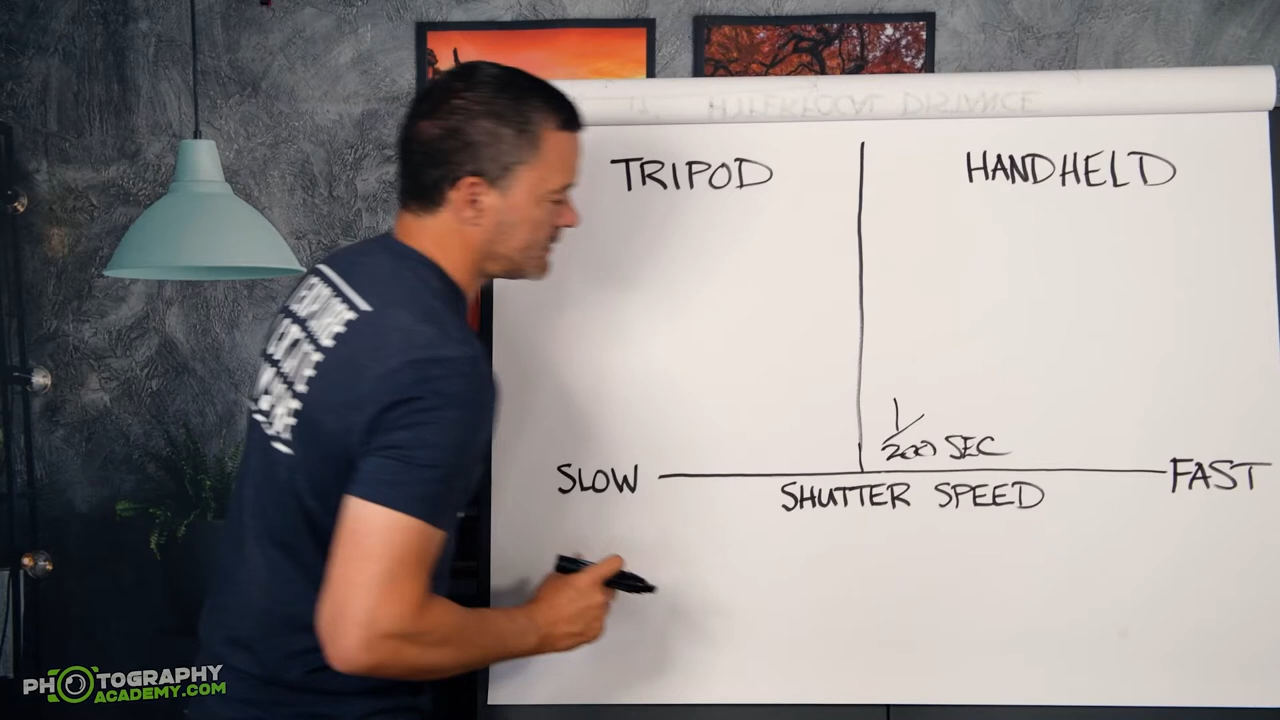 TRIPOD
HANDHELD
1/200 SEC
SLOW
FAST
SHUTTER SPEED
PHOTOGRAPHY
ACADEMY.COM